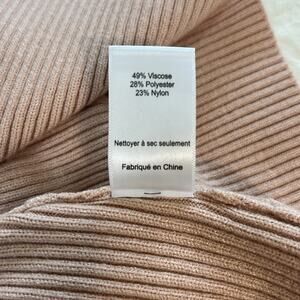 49% Viscose
28% Polyester
23% Nylon
Nettoyer à sec seulement
Fabriqué en Chine